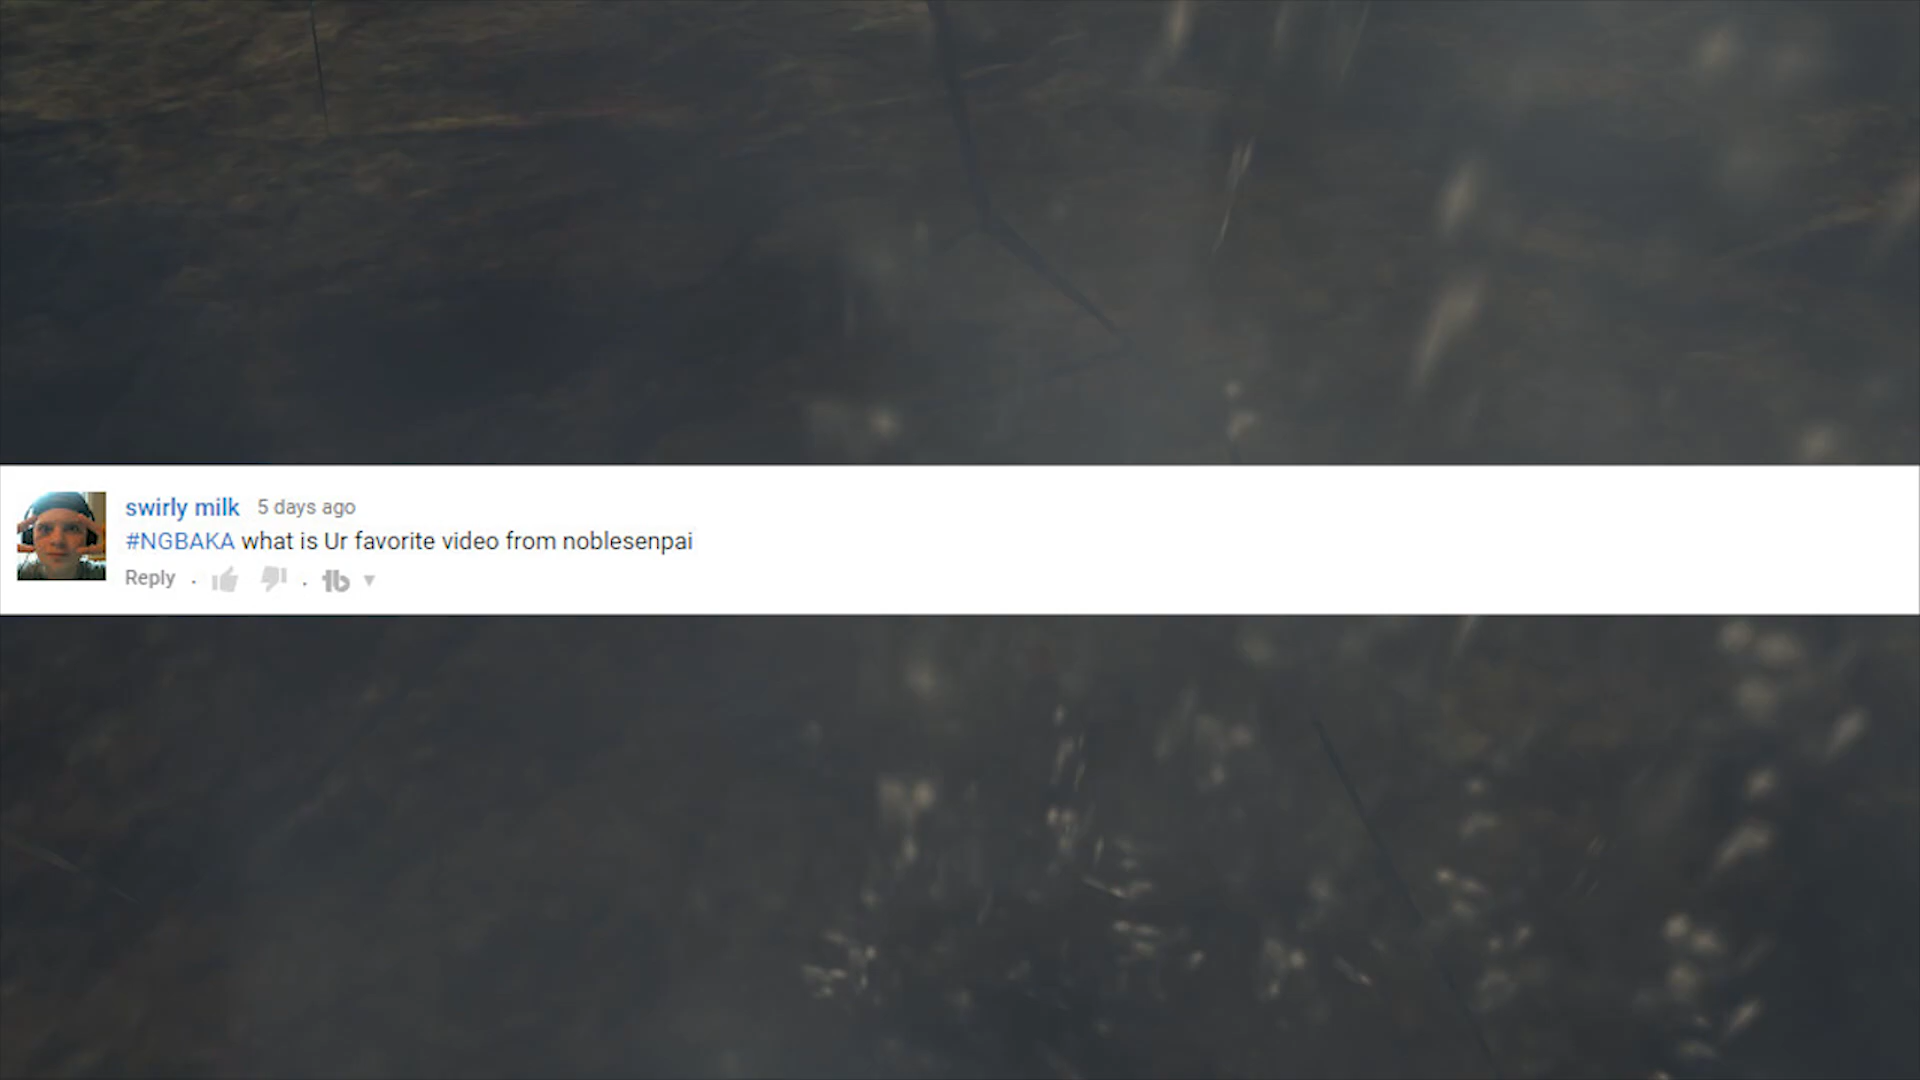 swirly milk 5 days ago
#NGBAKA what is Ur favorite video from noblesenpai
Reply